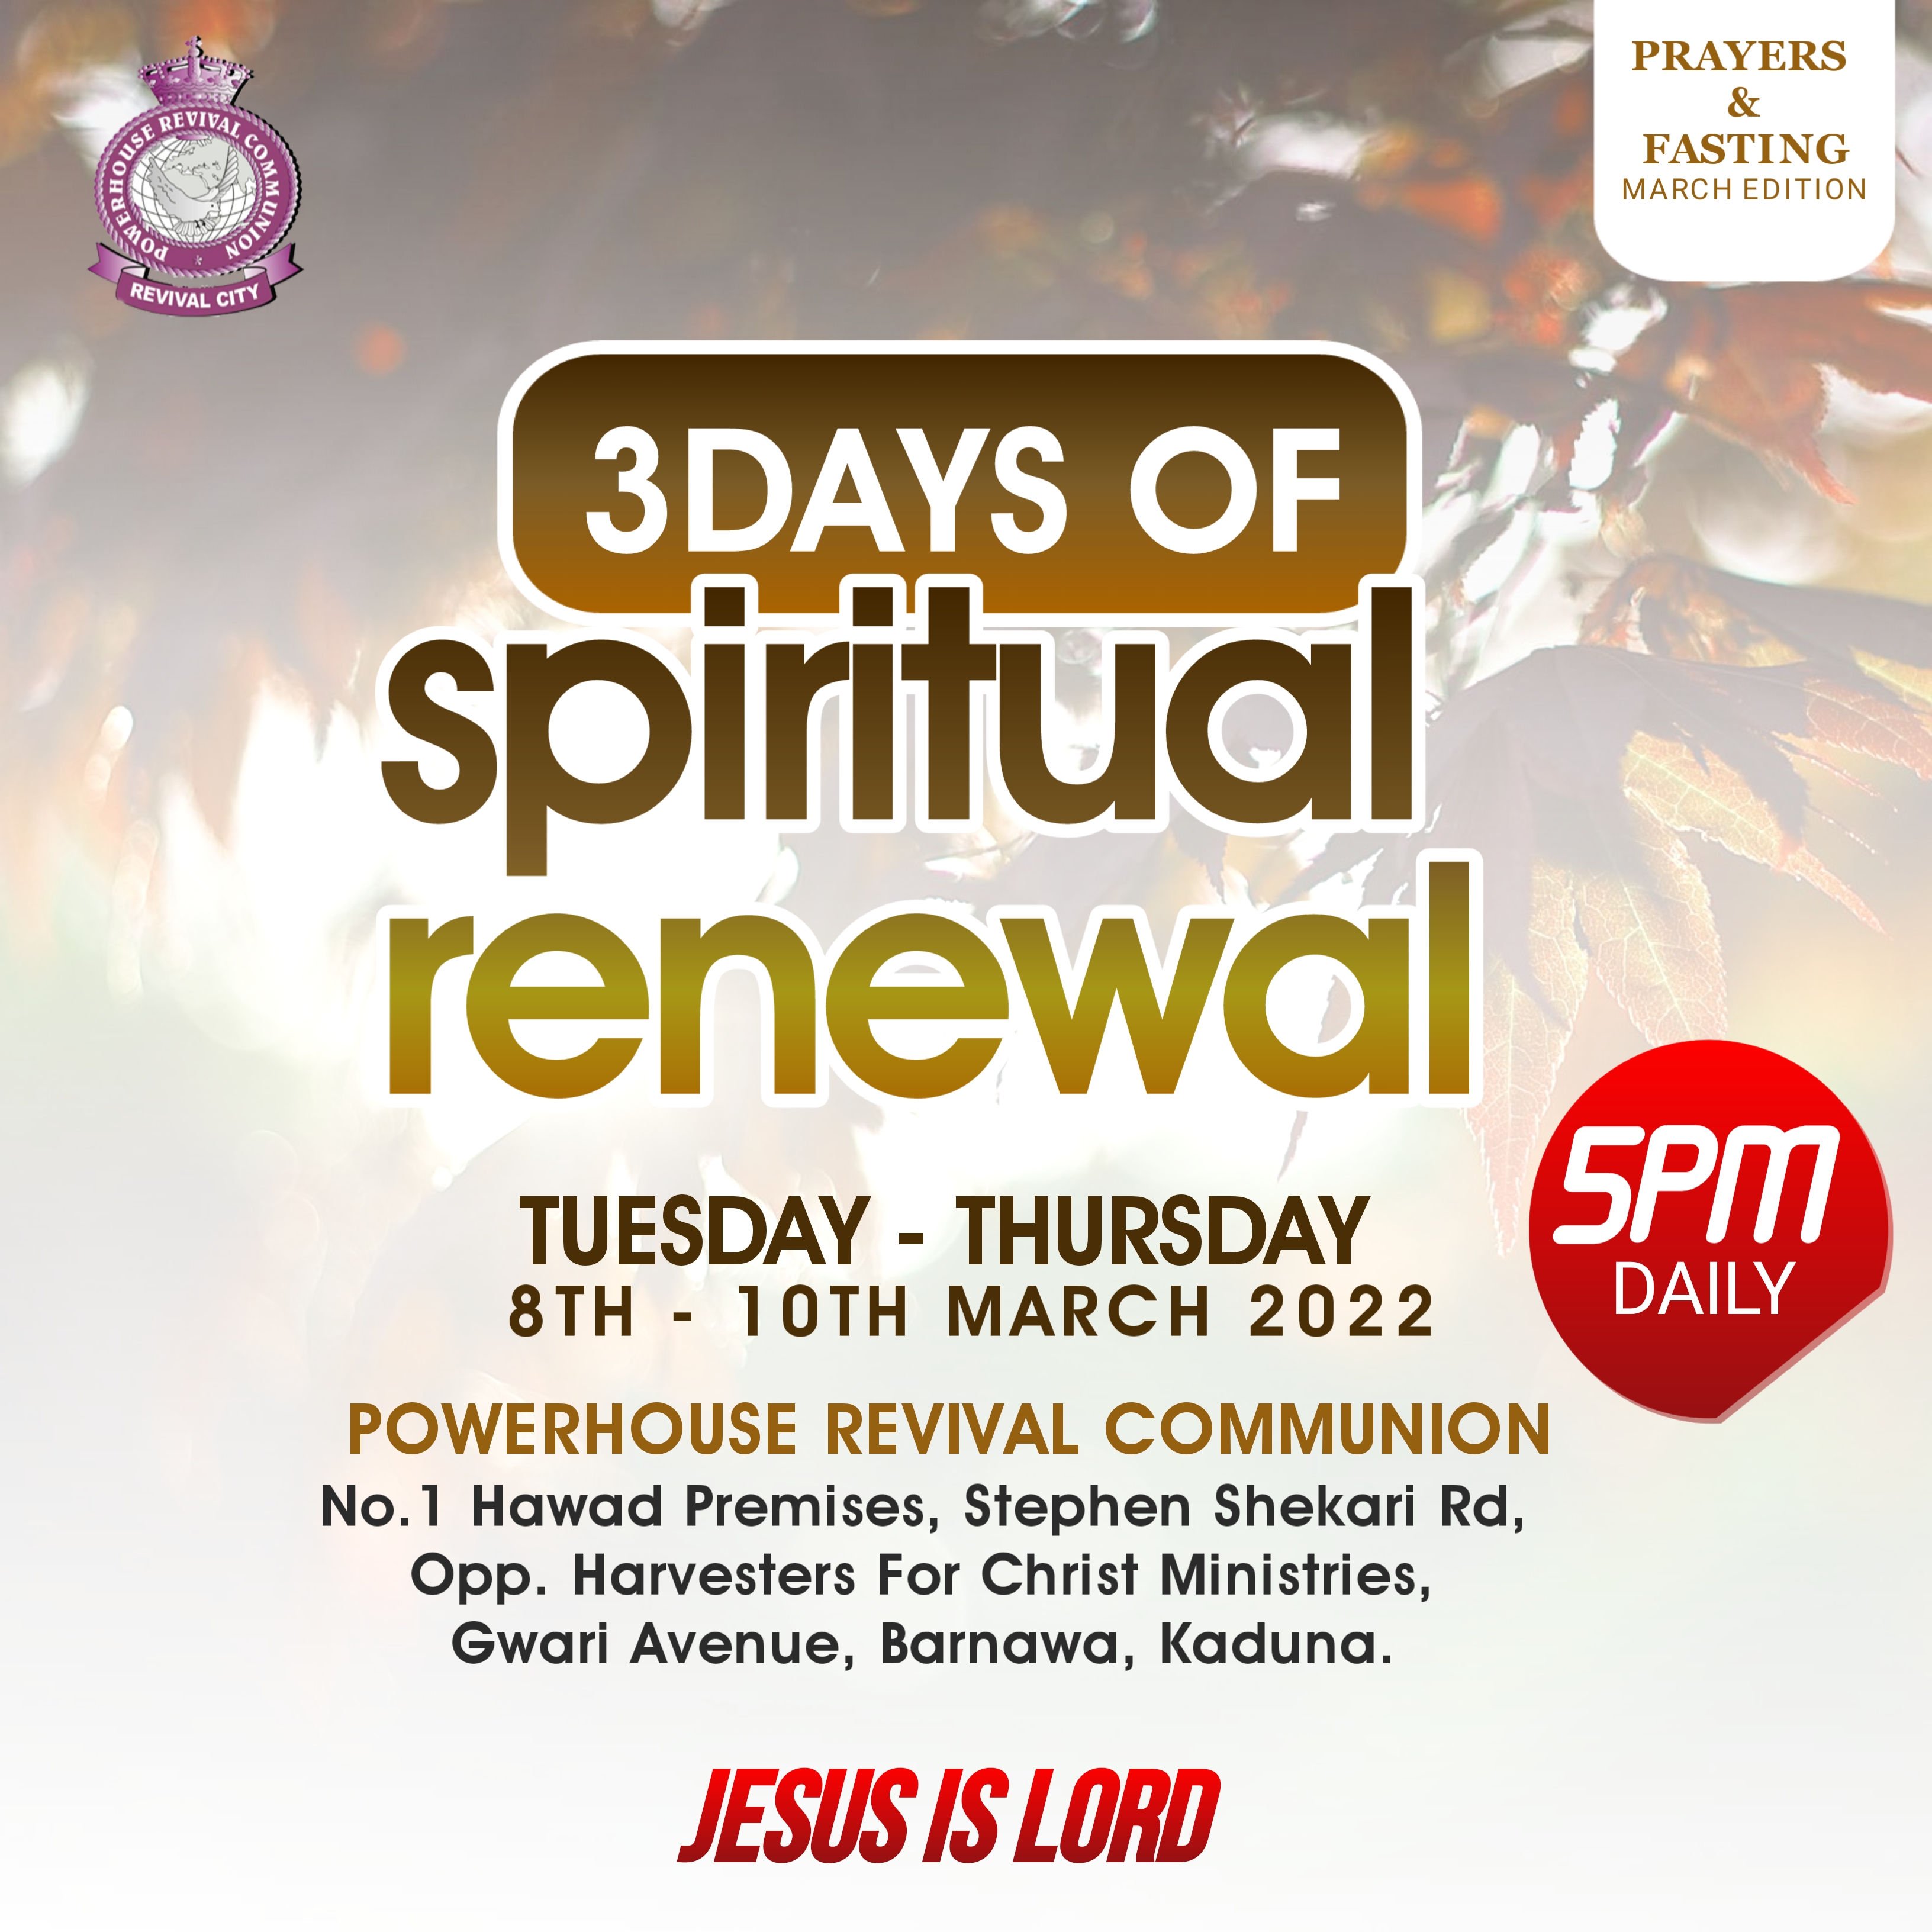 POWERHOUSE REVIVAL COMMUNION
REVIVAL CITY
PRAYERS
&
FASTING
MARCH EDITION
3DAYS OF
spiritual
renewal
5PM
DAILY
TUESDAY - THURSDAY
8TH - 10TH MARCH 2022
POWERHOUSE REVIVAL COMMUNION
No.1 Hawad Premises, Stephen Shekari Rd,
Opp. Harvesters For Christ Ministries,
Gwari Avenue, Barnawa, Kaduna.
JESUS IS LORD